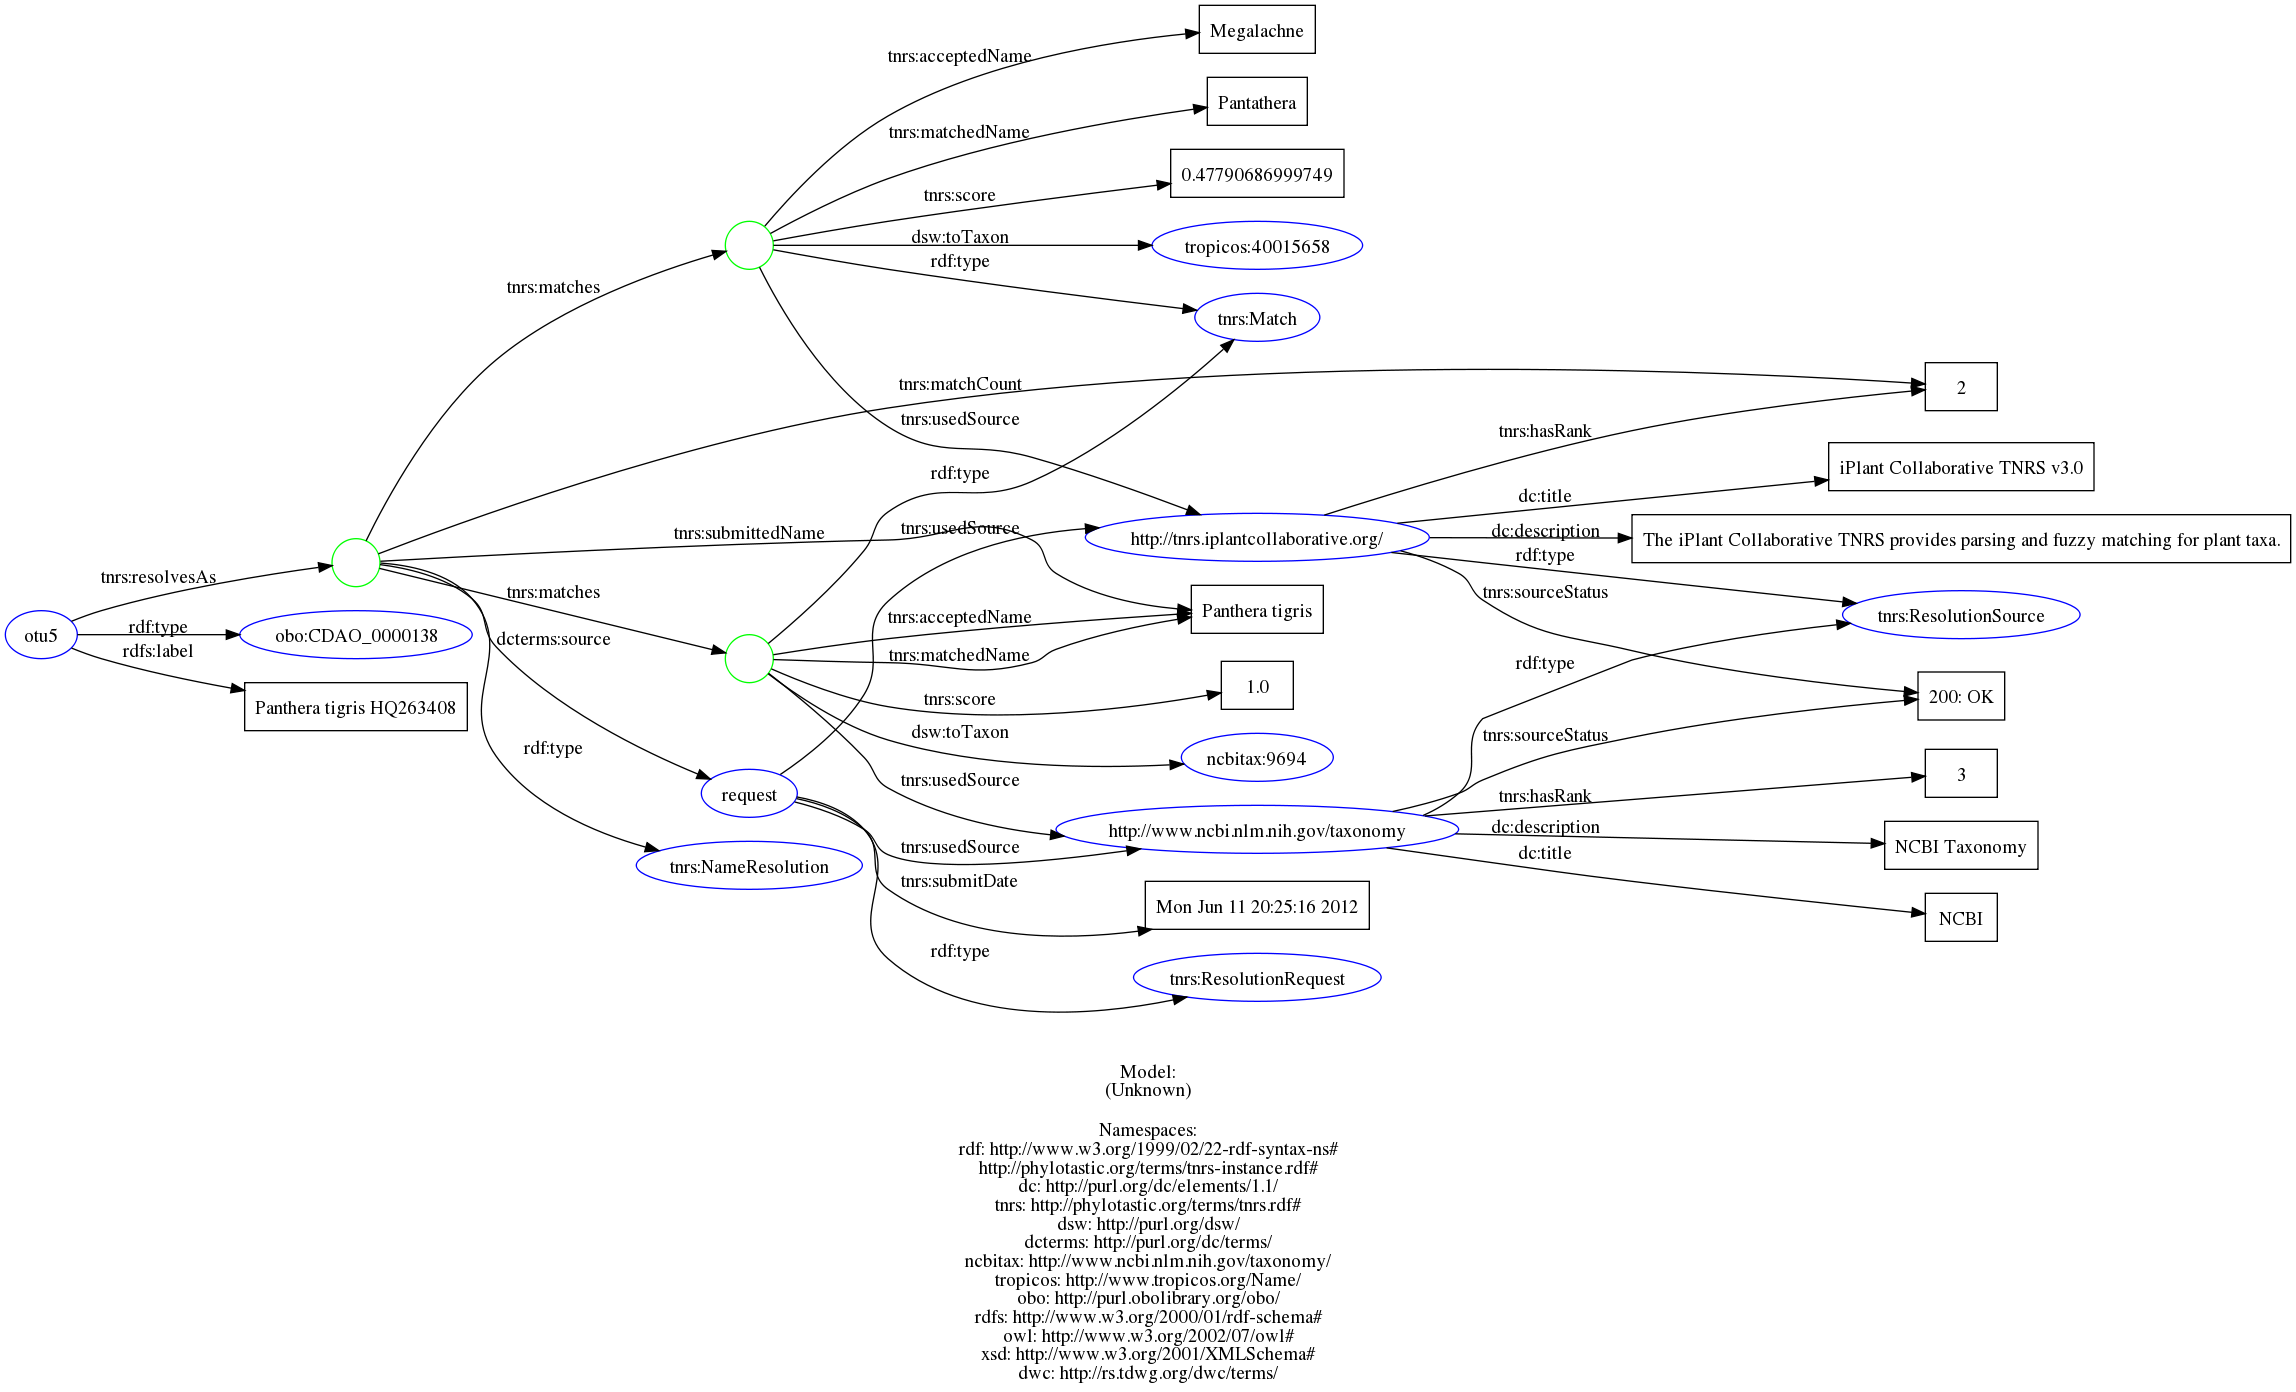 Megalachne
tnrs:acceptedName
Pantathera
tnrs:matchedName
0.47790686999749
tnrs:score
dsw:toTaxon
tropicos:40015658
rdf:type
tnrs:matches
tnrs:Match
tnrs:matchCount
2
tnrs:usedSource
tnrs:hasRank
iPlant Collaborative TNRS v3.0
rdf:type
dc:title
tnrs:submittedName
tnrs:usedSource
http://tnrs.iplantcollaborative.org/
dc:description
The iPlant Collaborative TNRS provides parsing and fuzzy matching for plant taxa.
rdf:type
tnrs:resolvesAs
tnrs:matches
tnrs:sourceStatus
Panthera tigris
tnrs:acceptedName
tnrs:ResolutionSource
otu5
rdf:type
obo:CDAO_0000138
dcterms:source
rdfs:label
tnrs:matchedName
rdf:type
1.0
tnrs:score
200: OK
Panthera tigris HQ263408
dsw:toTaxon
tnrs:sourceStatus
rdf:type
ncbitax:9694
tnrs:usedSource
3
request
tnrs:hasRank
http://www.ncbi.nlm.nih.gov/taxonomy
dc:description
tnrs:usedSource
NCBI Taxonomy
dc:title
tnrs:NameResolution
tnrs:submitDate
Mon Jun 11 20:25:16 2012
NCBI
rdf:type
tnrs:ResolutionRequest
Model:
(Unknown)
Namespaces:
rdf: http://www.w3.org/1999/02/22-rdf-syntax-ns#
http://phylotastic.org/terms/tnrs-instance.rdf#
dc: http://purl.org/dc/elements/1.1/
tnrs: http://phylotastic.org/terms/tnrs.rdf#
dsw: http://purl.org/dsw/
dcterms: http://purl.org/dc/terms/
ncbitax: http://www.ncbi.nlm.nih.gov/taxonomy/
tropicos: http://www.tropicos.org/Name/
obo: http://purl.obolibrary.org/obo/
rdfs: http://www.w3.org/2000/01/rdf-schema#
owl: http://www.w3.org/2002/07/owl#
xsd: http://www.w3.org/2001/XMLSchema#
dwc: http://rs.tdwg.org/dwc/terms/